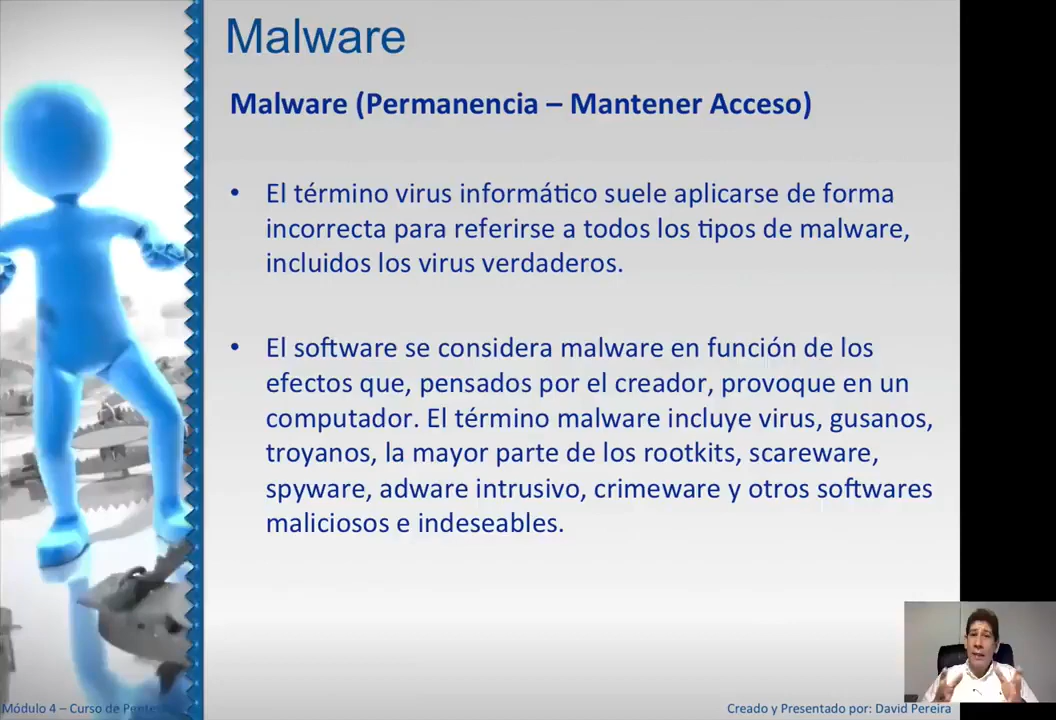 Malware
Malware (Permanencia – Mantener Acceso)
• El término virus informático suele aplicarse de forma
incorrecta para referirse a todos los tipos de malware,
incluidos los virus verdaderos.
• El software se considera malware en función de los
efectos que, pensados por el creador, provoque en un
computador. El término malware incluye virus, gusanos,
troyanos, la mayor parte de los rootkits, scareware,
spyware, adware intrusivo, crimeware y otros softwares
maliciosos e indeseables.
Módulo 4 – Curso de
Creado y Presentado por: David Pereira